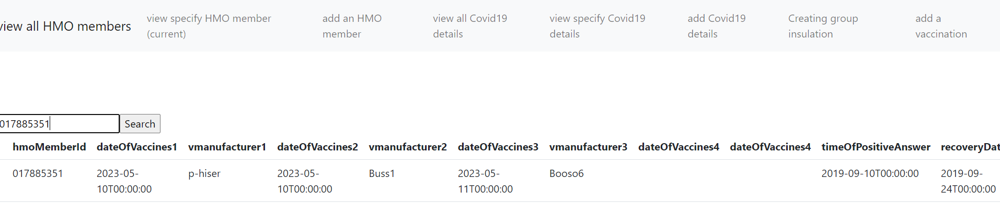 view all HMO members
view specify HMO member
(current)
add an HMO
member
view all Covid19
details
view specify Covid19
details
add Covid19
details
Creating group
insulation
add a
vaccination
017885351 Search
hmoMemberId dateOfVaccines1 vmanufacturer1 dateOfVaccines2 vmanufacturer2 dateOfVaccines3 vmanufacturer3 dateOfVaccines4 dateOfVaccines4 timeOfPositiveAnswer recoveryDat
017885351 2023-05- p-hiser 2023-05- Buss1 2023-05- Booso6 2019-09-10T00:00:00 2019-09-
10T00:00:00 10T00:00:00 11T00:00:00 24T00:00:00